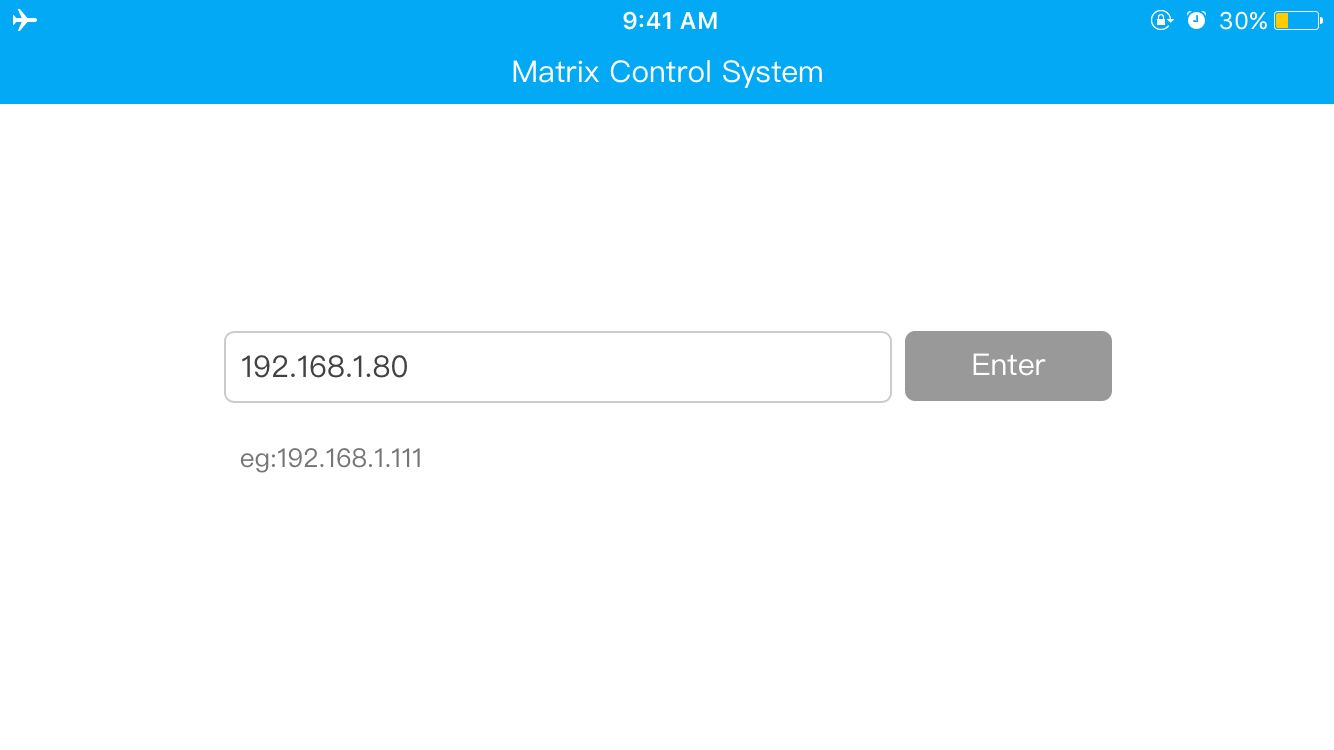 9:41 AM 30%
Matrix Control System
192.168.1.80 Enter
eg:192.168.1.111